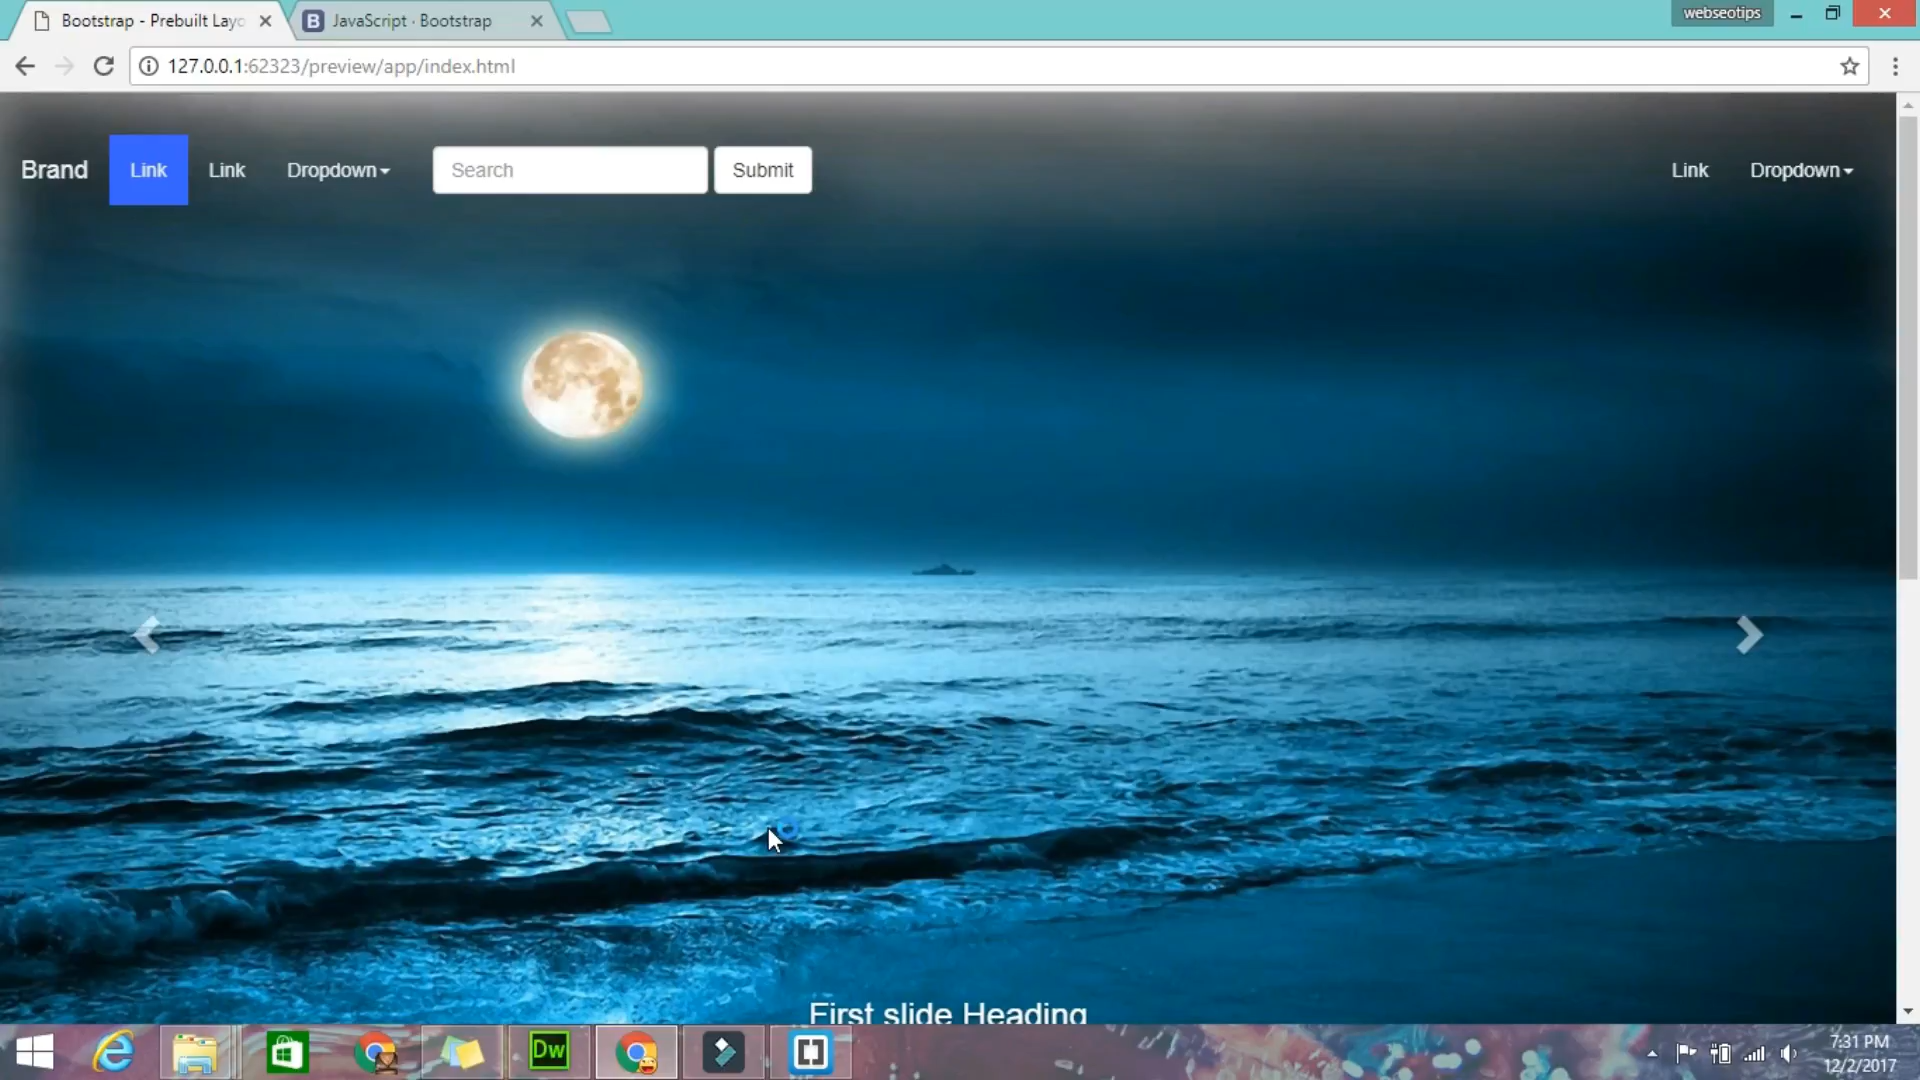 Bootstrap - Prebuilt Layo
JavaScript · Bootstrap
webseotips
127.0.0.1:62323/preview/app/index.html
Brand
Link
Link
Dropdown
Search
Submit
Link
Dropdown
First slide Heading
Dw
7:31 PM
12/2/2017